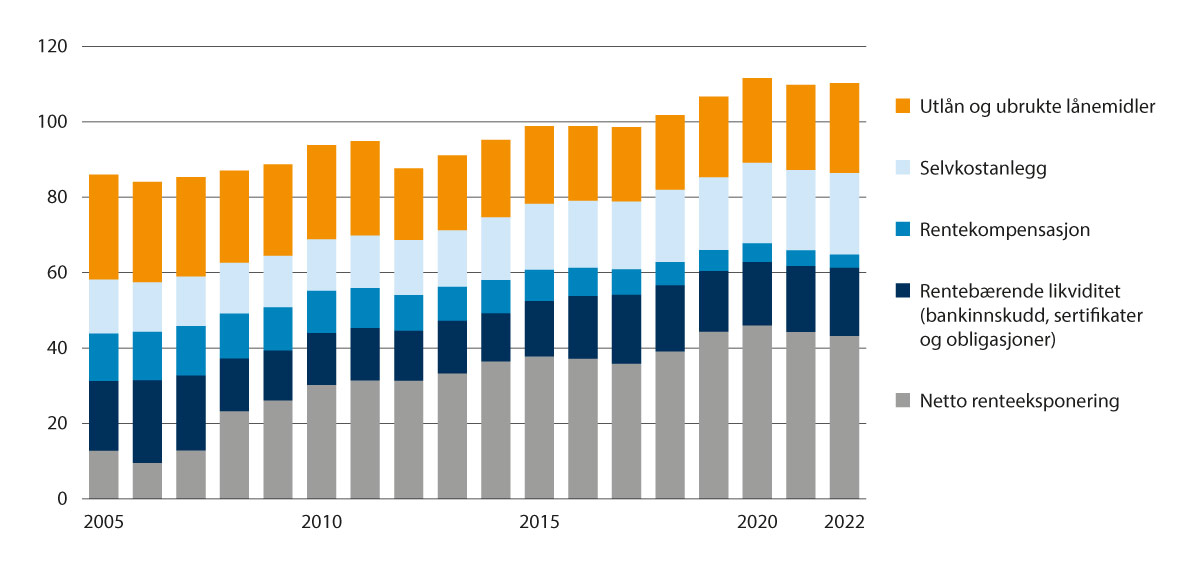 120
100
80
60
40
20
0
2005
2010
2015
2020
2022
Utlån og ubrukte lånemidler
Selvkostanlegg
Rentekompensasjon
Rentebærende likviditet
(bankinnskudd, sertifikater
og obligasjoner)
Netto renteeksponering